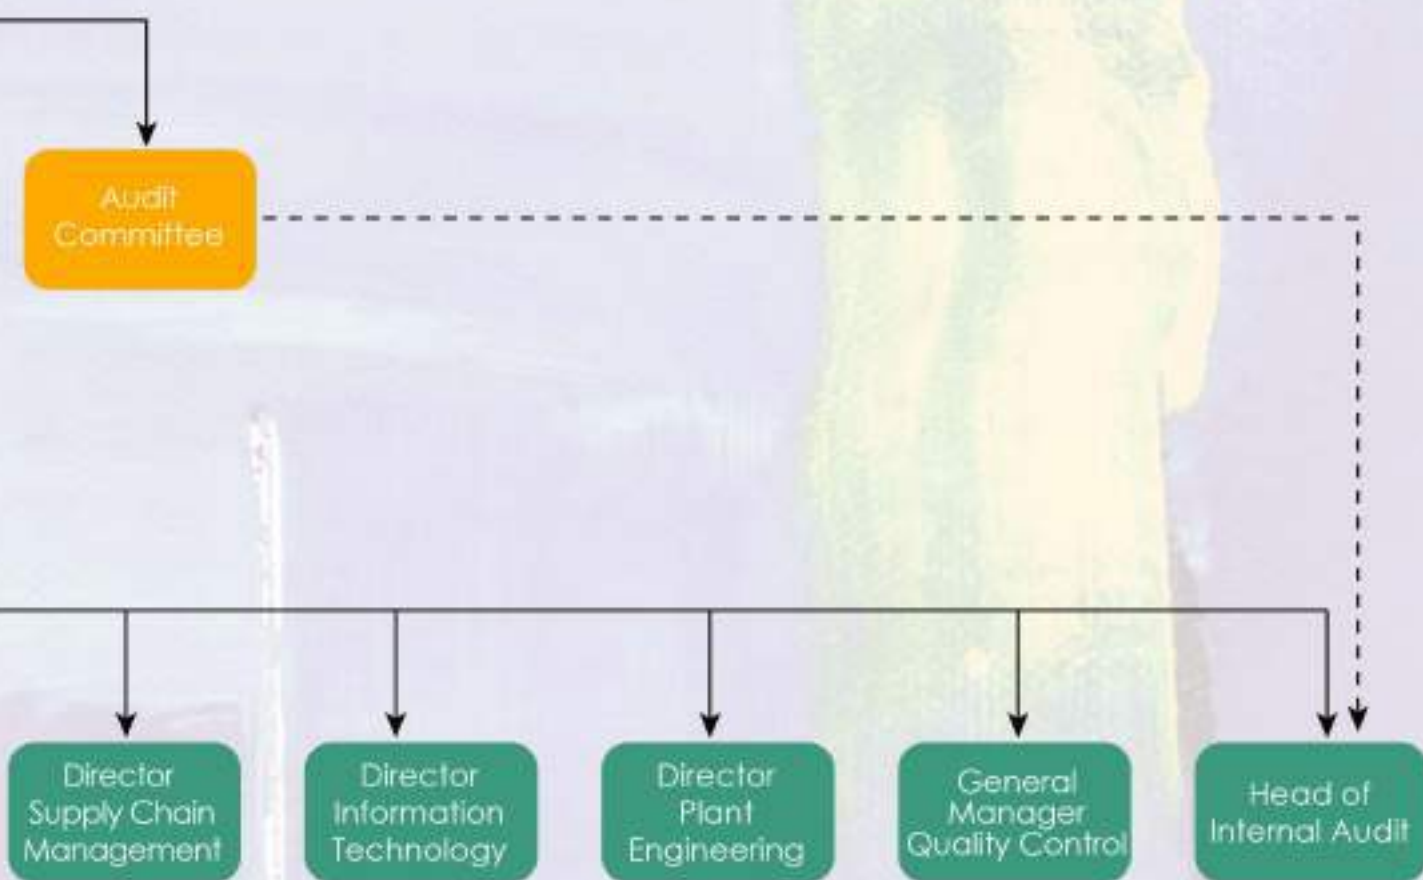 Audit
Committee
Director
Supply Chain
Management
Director
Information
Technology
Director
Plant
Engineering
General
Manager
Quality Control
Head of
Internal Audit